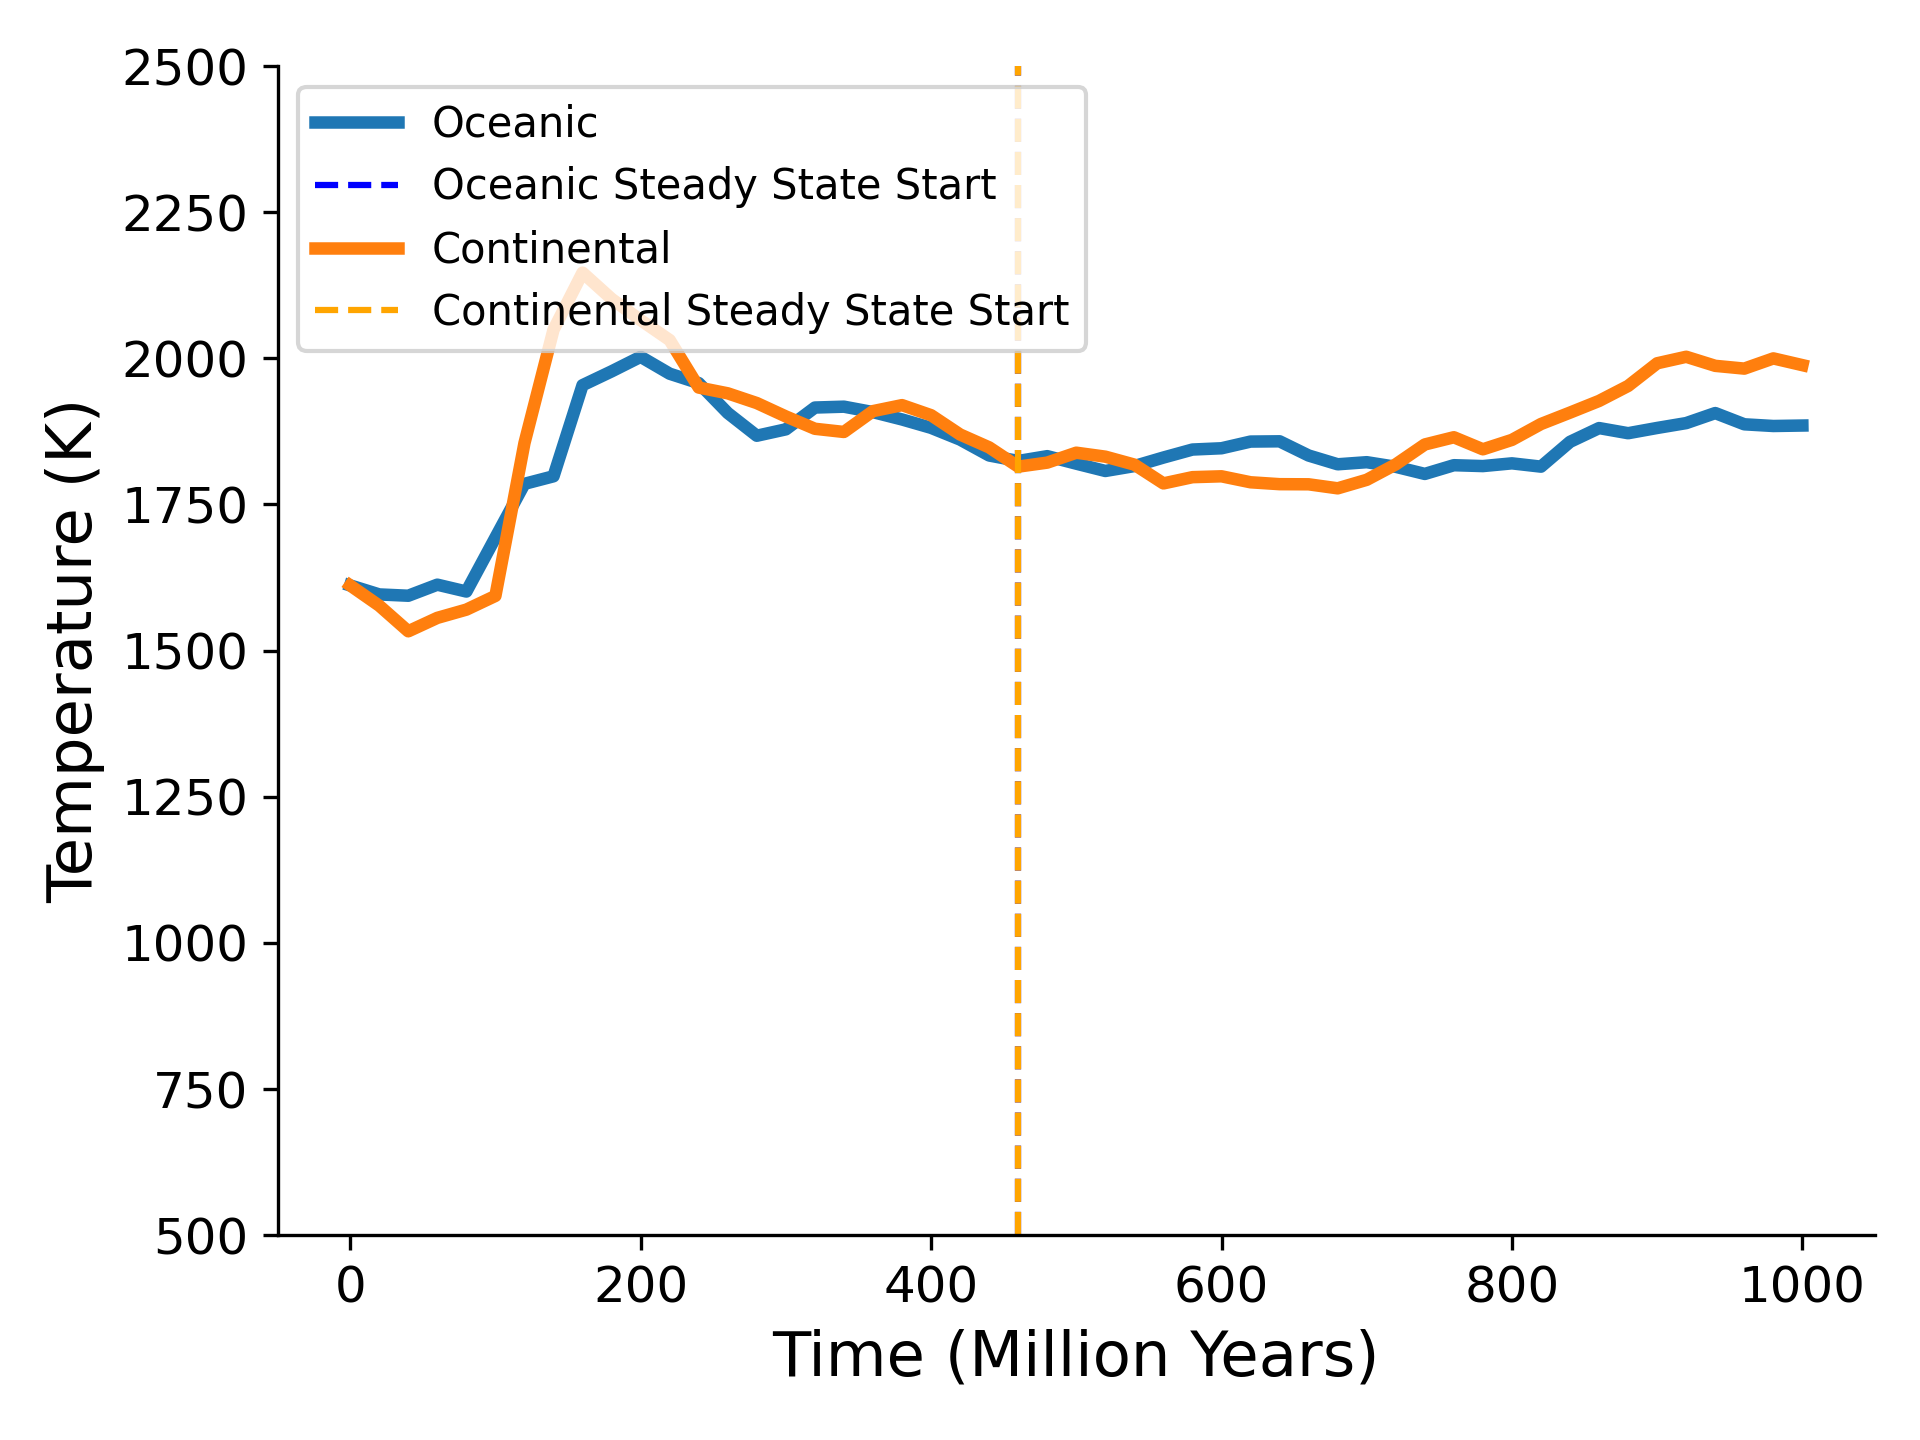 2500
2250
2000
1750
1500
1250
1000
750
500
Temperature (K)
Oceanic
Oceanic Steady State Start
Continental
Continental Steady State Start
0 200 400 600 800 1000
Time (Million Years)